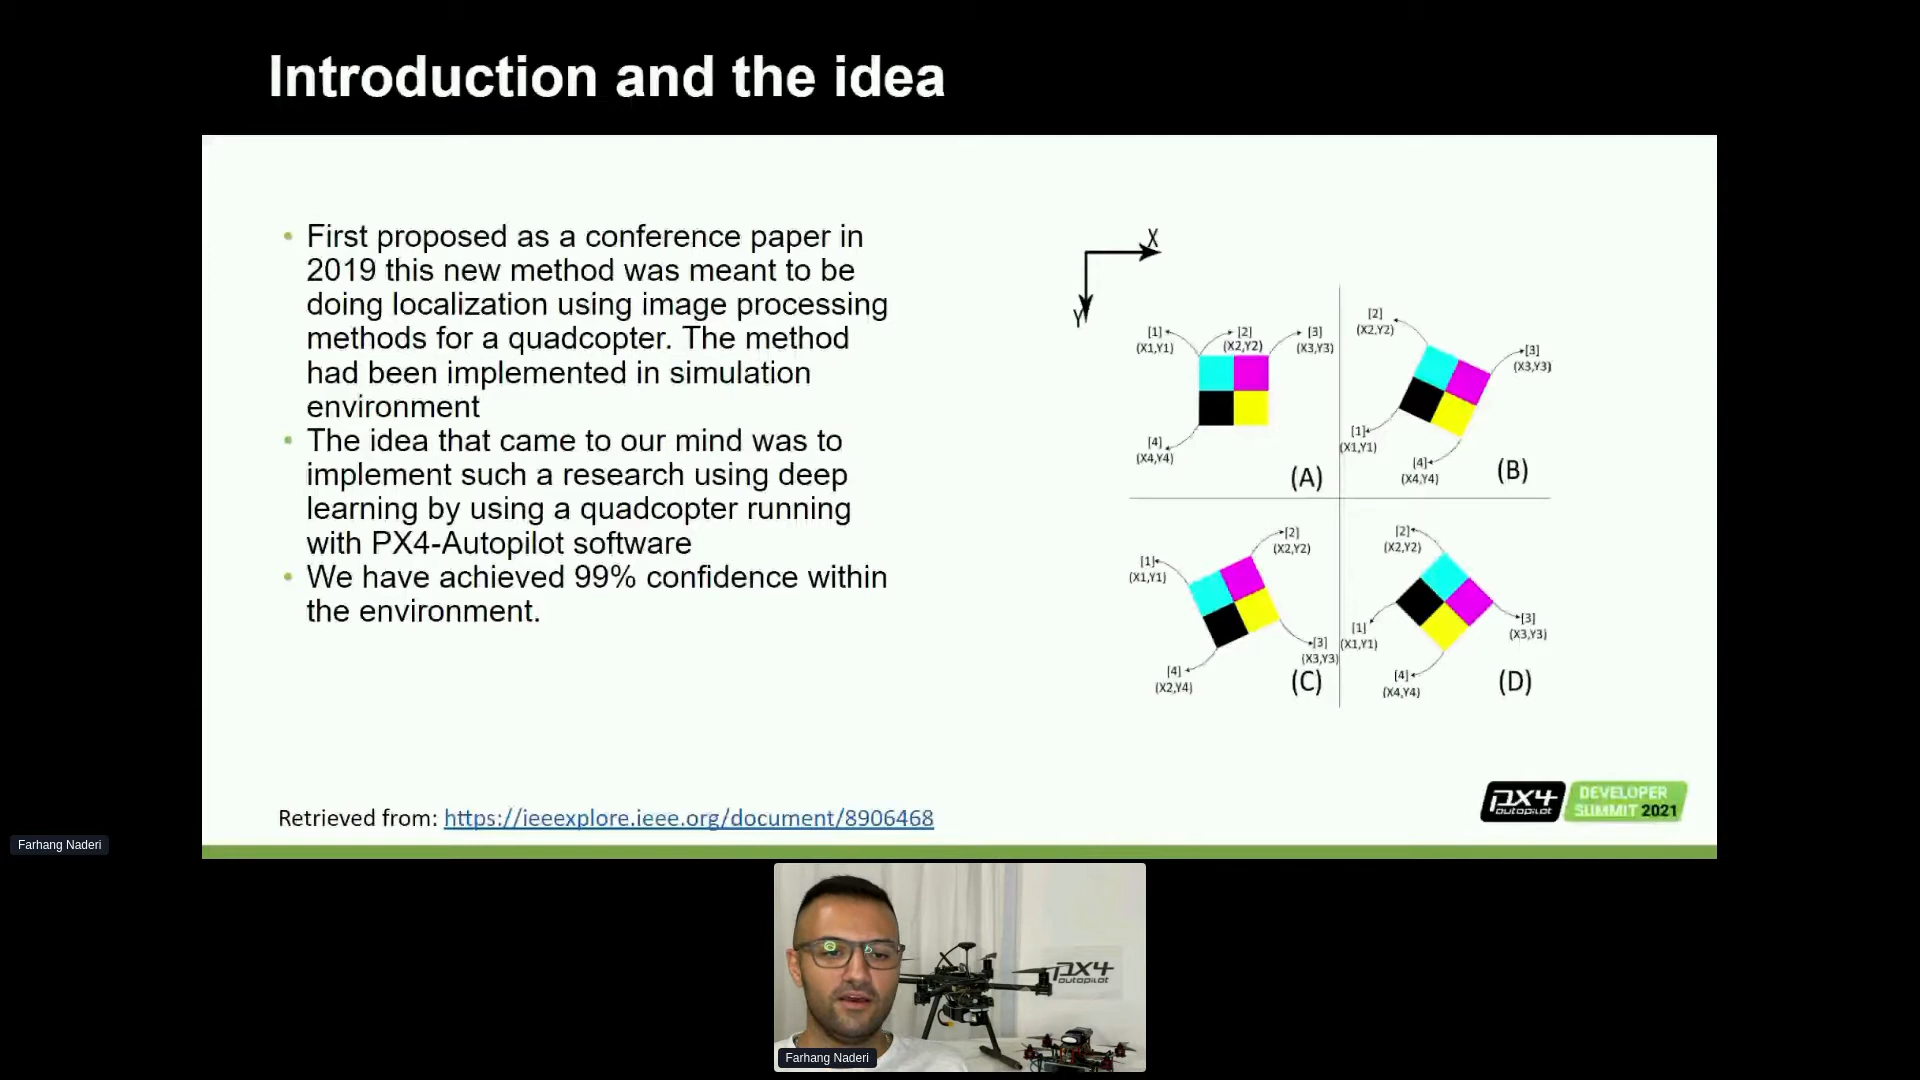 Introduction and the idea
• First proposed as a conference paper in
2019 this new method was meant to be
doing localization using image processing
methods for a quadcopter. The method
had been implemented in simulation
environment
• The idea that came to our mind was to
implement such a research using deep
learning by using a quadcopter running
with PX4-Autopilot software
• We have achieved 99% confidence within
the environment.
X
Y
[1]
(X1,Y1)
[2]
(X2,Y2)
[3]
(X3,Y3)
[4]
(X4,Y4)
(A)
[2]
(X2,Y2)
[3]
(X3,Y3)
[1]
(X1,Y1)
[4]
(X4,Y4)
(B)
[1]
(X1,Y1)
[2]
(X2,Y2)
[3]
(X3,Y3)
[4]
(X2,Y4)
(C)
[2]
(X2,Y2)
[3]
(X3,Y3)
[1]
(X1,Y1)
[4]
(X4,Y4)
(D)
Retrieved from: https://ieeexplore.ieee.org/document/8906468
px4
autopilot
DEVELOPER
SUMMIT 2021
Farhang Naderi
px4
autopilot
Farhang Naderi